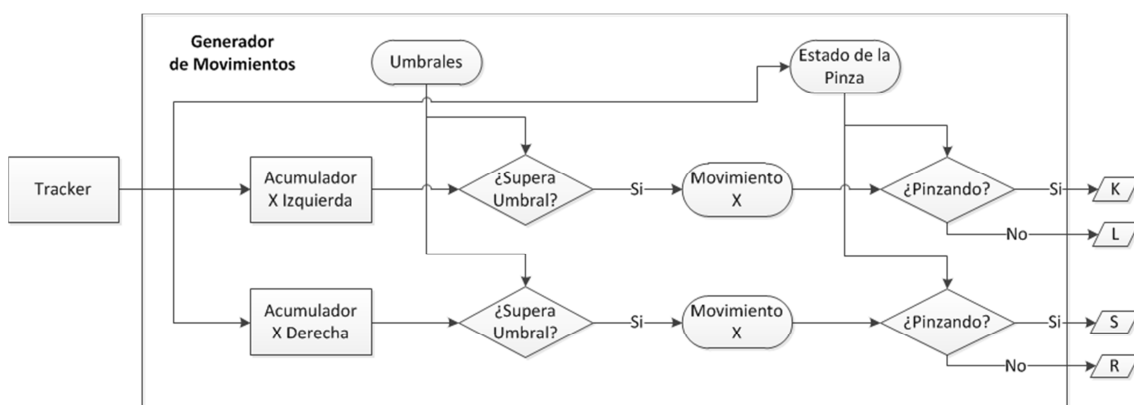 Generador
de Movimientos
Umbrales
Estado de la
Pinza
Tracker
Acumulador
X Izquierda
¿Supera
Umbral?
Si
Movimiento
X
¿Pinzando?
Si
K
No
L
Acumulador
X Derecha
¿Supera
Umbral?
Si
Movimiento
X
¿Pinzando?
Si
S
No
R